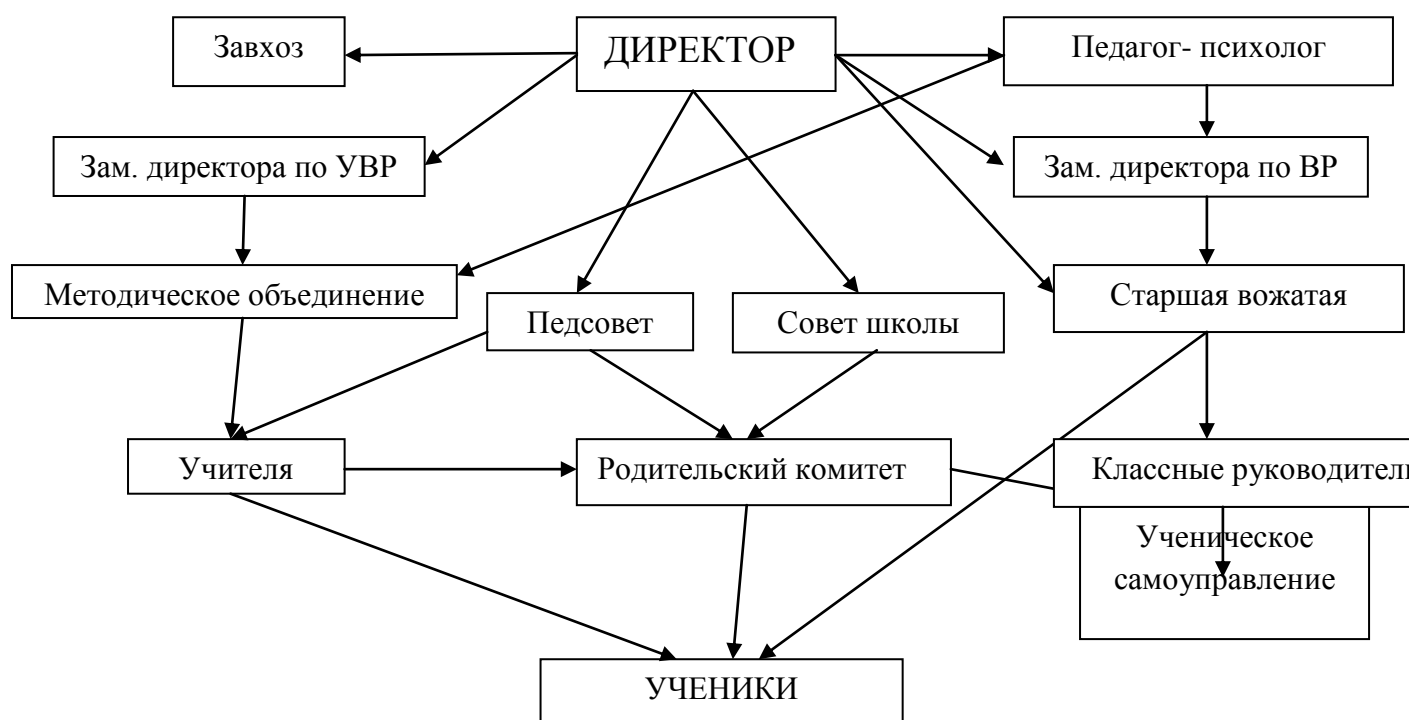 Завхоз
ДИРЕКТОР
Педагог- психолог
Зам. директора по УВР
Зам. директора по ВР
Методическое объединение
Педсовет
Совет школы
Старшая вожатая
Учителя
Родительский комитет
Классные руководител
Ученическое
самоуправление
УЧЕНИКИ